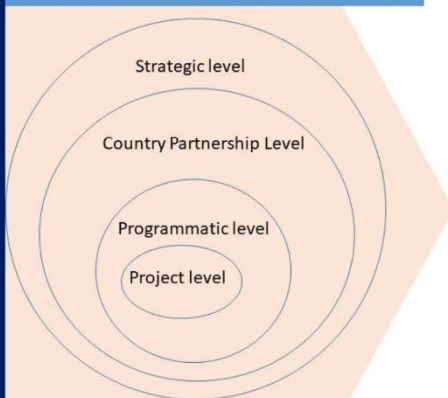 Strategic level
Country Partnership Level
Programmatic level
Project level